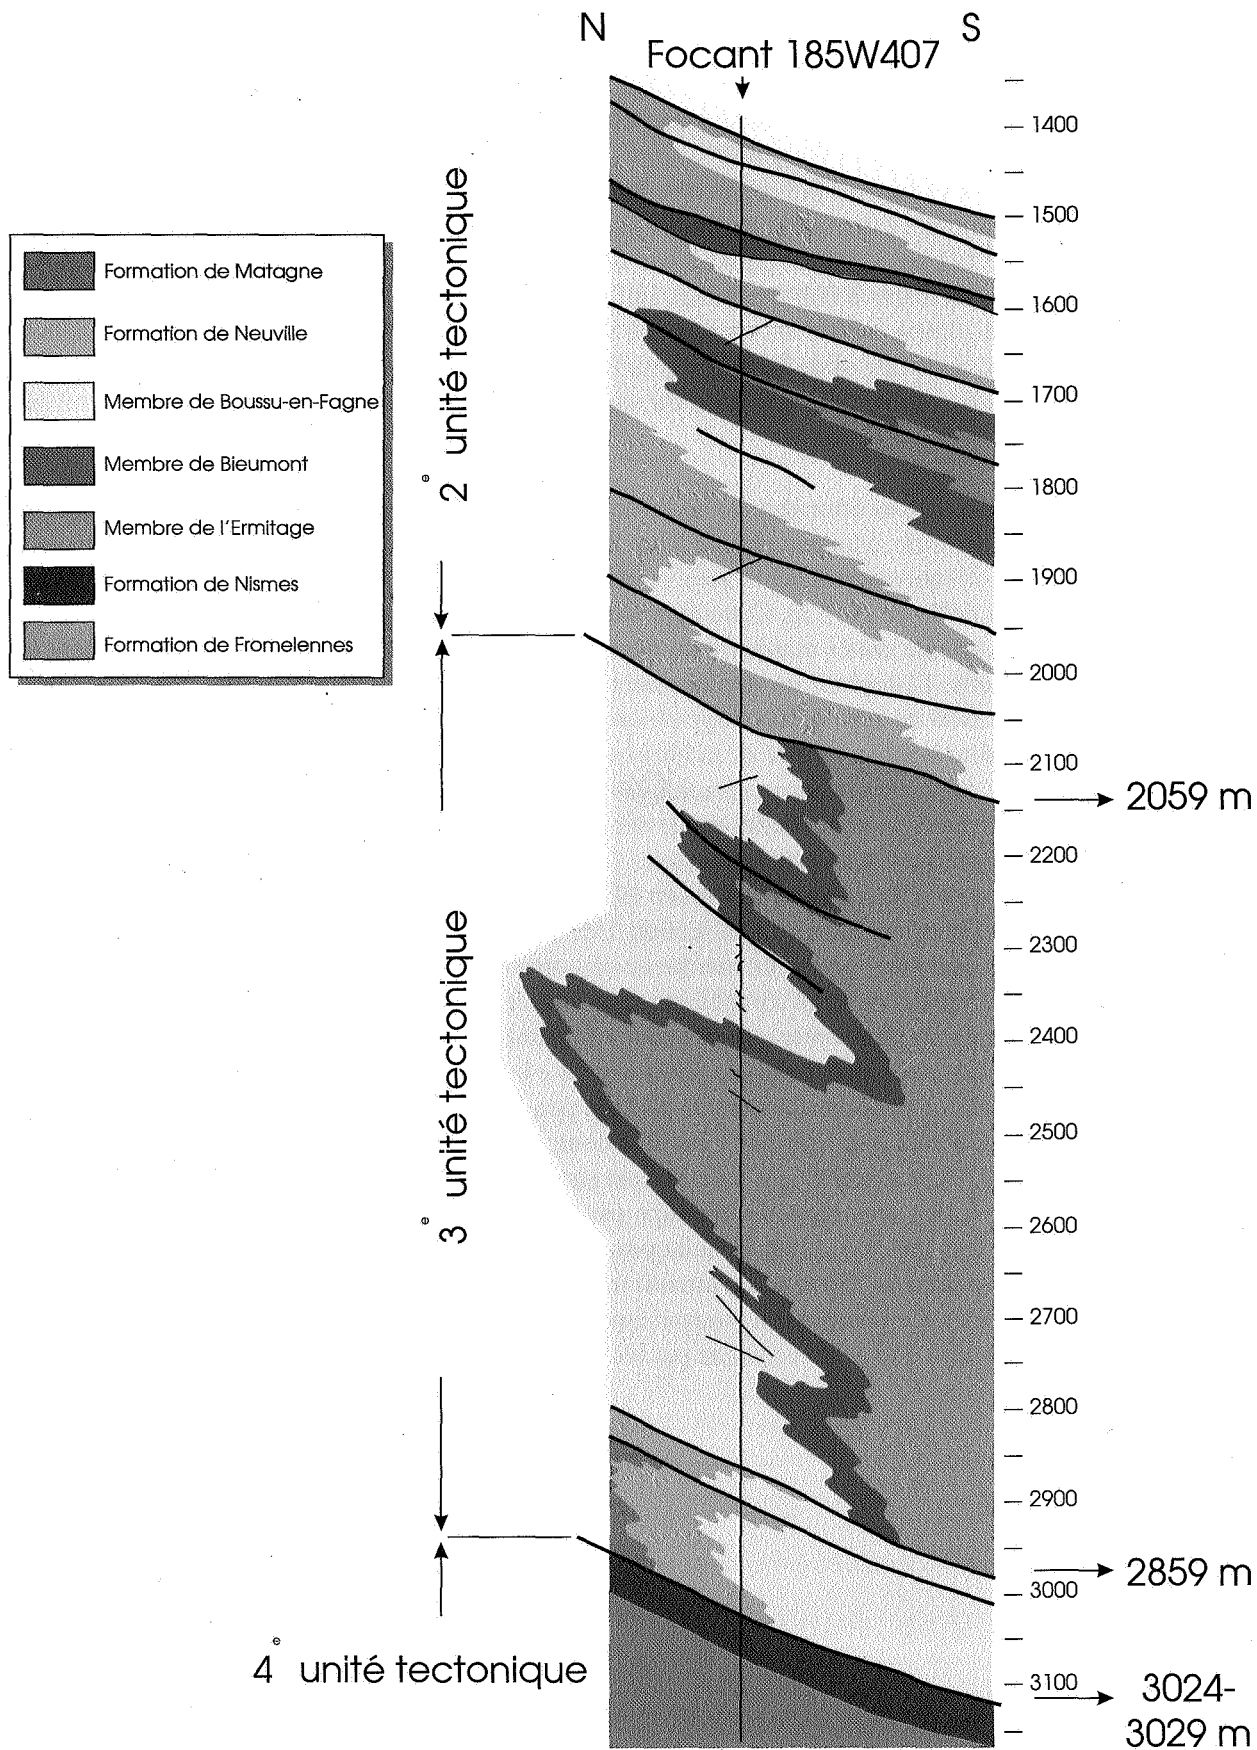 N
S
Focant 185W407
Formation de Matagne
Formation de Neuville
Membre de Boussu-en-Fagne
Membre de Bieumont
Membre de l'Ermitage
Formation de Nismes
Formation de Fromelennes
2e unité tectonique
3e unité tectonique
4e unité tectonique
1400
1500
1600
1700
1800
1900
2000
2100
2059 m
2200
2300
2400
2500
2600
2700
2800
2900
2859 m
3000
3100
3024-
3029 m